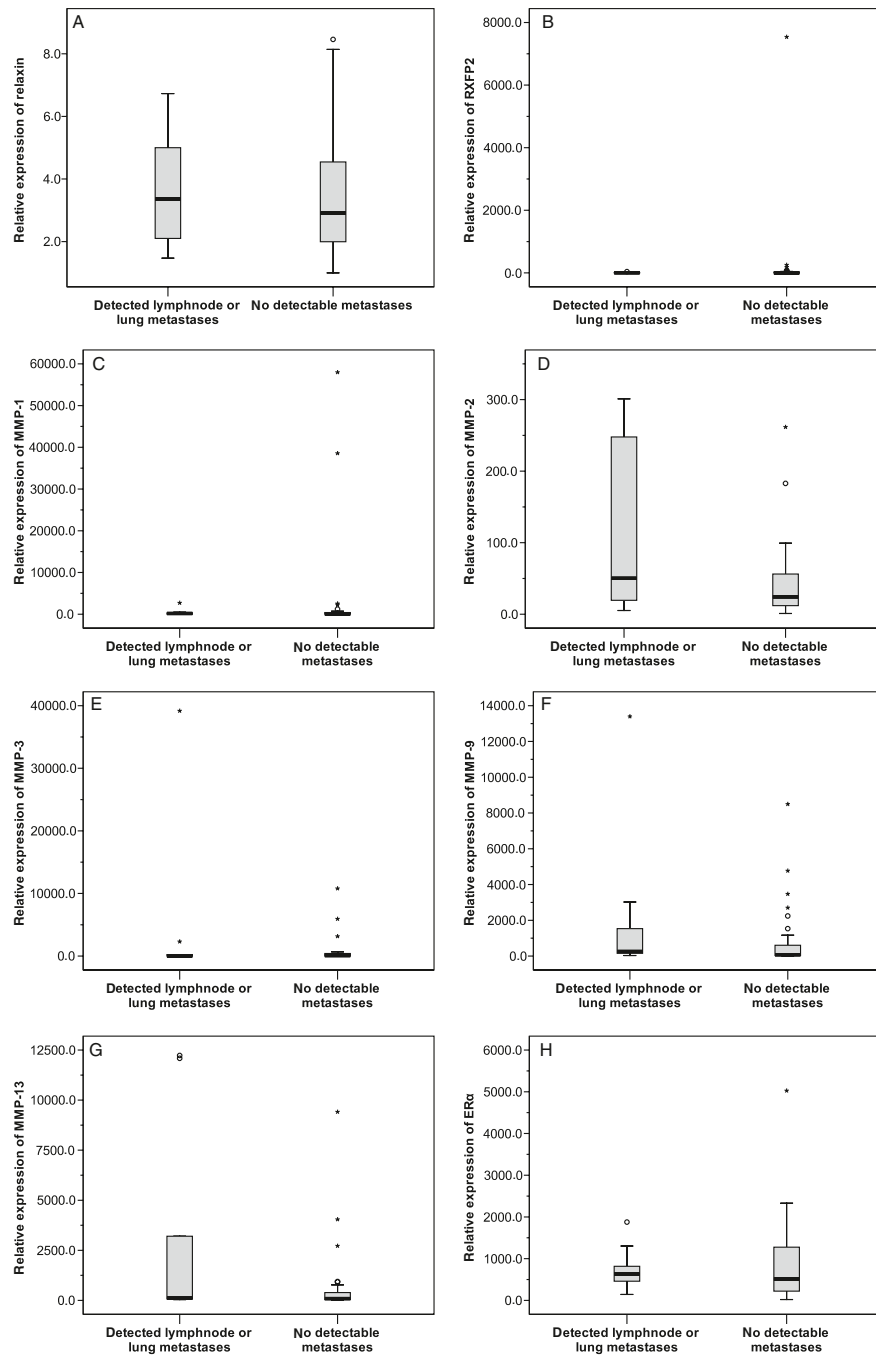 A
Relative expression of relaxin
8.0
6.0
4.0
2.0
Detected lymphnode or
lung metastases
No detectable metastases
B
Relative expression of RXFP2
8000.0
6000.0
4000.0
2000.0
0.0
Detected lymphnode or
lung metastases
No detectable
metastases
C
Relative expression of MMP-1
60000.0
50000.0
40000.0
30000.0
20000.0
10000.0
0.0
Detected lymphnode or
lung metastases
No detectable
metastases
D
Relative expression of MMP-2
300.0
200.0
100.0
0.0
Detected lymphnode or
lung metastases
No detectable
metastases
E
Relative expression of MMP-3
40000.0
30000.0
20000.0
10000.0
0.0
Detected lymphnode or
lung metastases
No detectable
metastases
F
Relative expression of MMP-9
14000.0
12000.0
10000.0
8000.0
6000.0
4000.0
2000.0
0.0
Detected lymphnode or
lung metastases
No detectable
metastases
G
Relative expression of MMP-13
12500.0
10000.0
7500.0
5000.0
2500.0
0.0
Detected lymphnode or
lung metastases
No detectable
metastases
H
Relative expression of ERα
6000.0
5000.0
4000.0
3000.0
2000.0
1000.0
0.0
Detected lymphnode or
lung metastases
No detectable
metastases